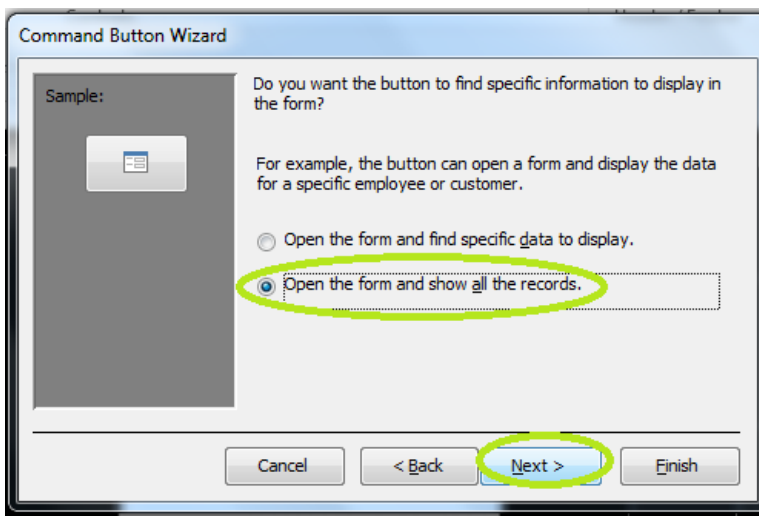 Command Button Wizard
Sample:
Do you want the button to find specific information to display in
the form?
For example, the button can open a form and display the data
for a specific employee or customer.
Open the form and find specific data to display.
Open the form and show all the records.
Cancel
< Back
Next >
Finish